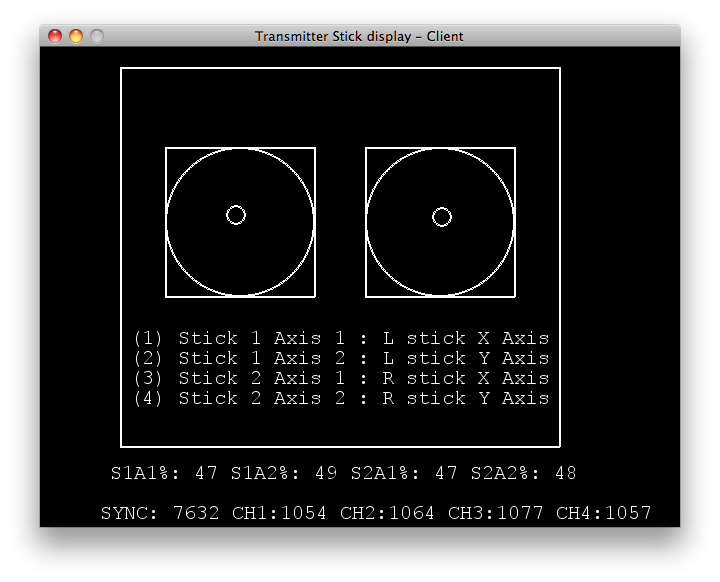 Transmitter Stick display – Client
(1) Stick 1 Axis 1 : L stick X Axis
(2) Stick 1 Axis 2 : L stick Y Axis
(3) Stick 2 Axis 1 : R stick X Axis
(4) Stick 2 Axis 2 : R stick Y Axis
S1A1%: 47 S1A2%: 49 S2A1%: 47 S2A2%: 48
SYNC: 7632 CH1:1054 CH2:1064 CH3:1077 CH4:1057